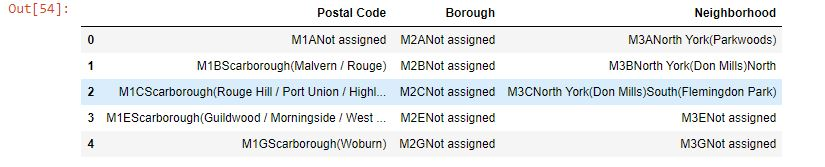 Out[54]:
Postal Code Borough Neighborhood
0 M1ANot assigned M2ANot assigned M3ANorth York(Parkwoods)
1 M1BScarborough(Malvern / Rouge) M2BNot assigned M3BNorth York(Don Mills)North
2 M1CScarborough(Rouge Hill / Port Union / Highl... M2CNot assigned M3CNorth York(Don Mills)South(Flemingdon Park)
3 M1EScarborough(Guildwood / Morningside / West ... M2ENot assigned M3ENot assigned
4 M1GScarborough(Woburn) M2GNot assigned M3GNot assigned